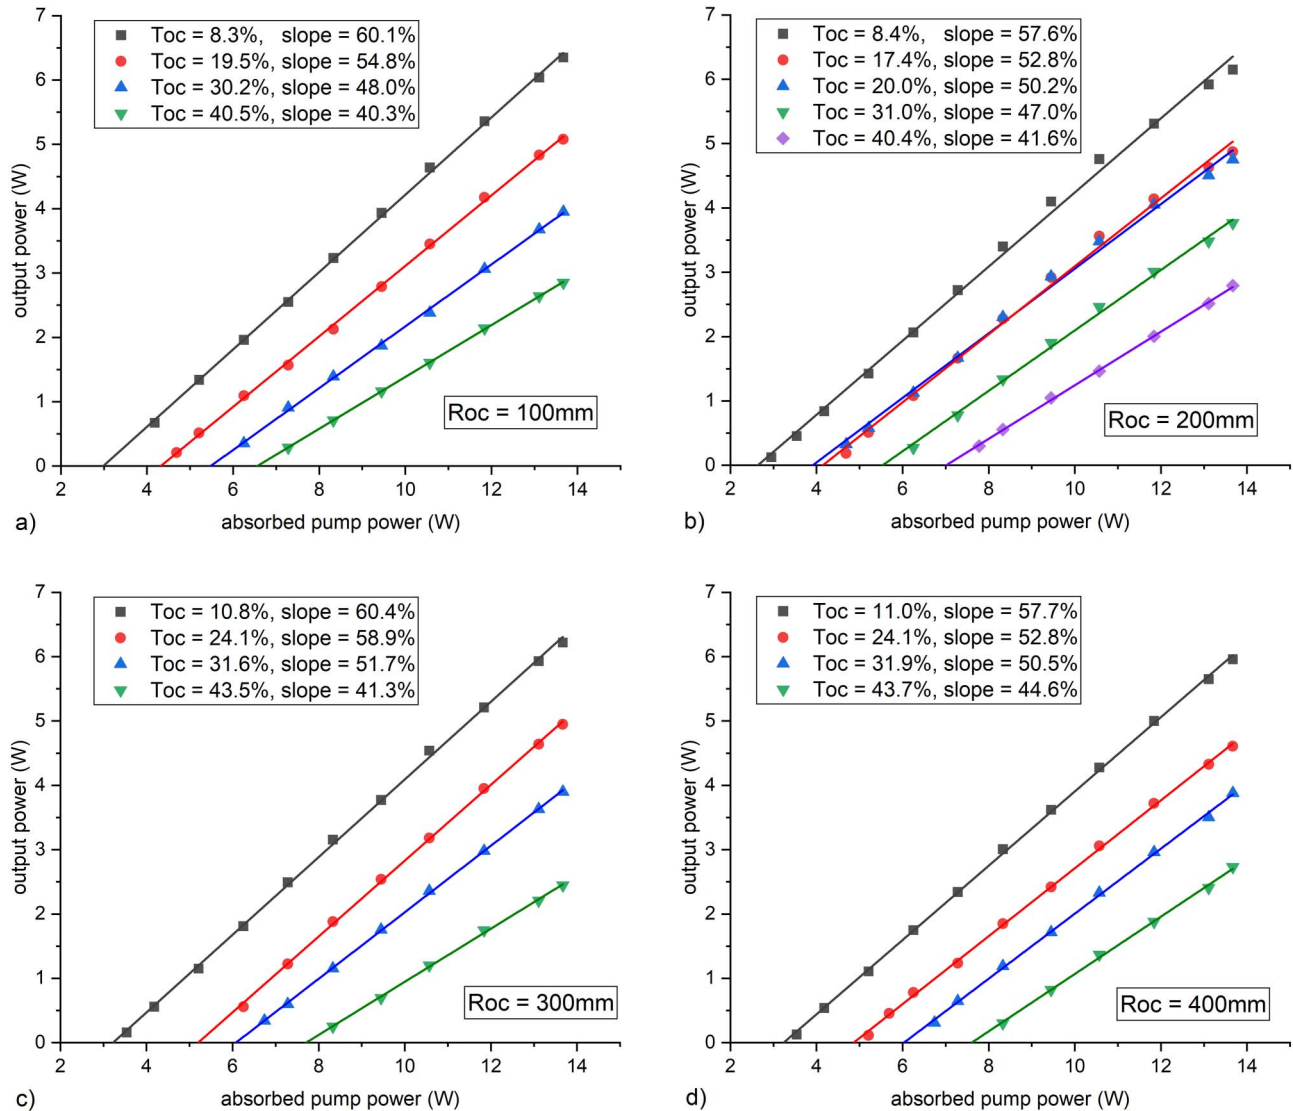 Toc = 8.3%, slope = 60.1%
Toc = 19.5%, slope = 54.8%
Toc = 30.2%, slope = 48.0%
Toc = 40.5%, slope = 40.3%
7
6
5
4
3
2
1
0
output power (W)
Roc = 100mm
2 4 6 8 10 12 14
absorbed pump power (W)
a)
Toc = 8.4%, slope = 57.6%
Toc = 17.4%, slope = 52.8%
Toc = 20.0%, slope = 50.2%
Toc = 31.0%, slope = 47.0%
Toc = 40.4%, slope = 41.6%
7
6
5
4
3
2
1
0
output power (W)
Roc = 200mm
2 4 6 8 10 12 14
absorbed pump power (W)
b)
Toc = 10.8%, slope = 60.4%
Toc = 24.1%, slope = 58.9%
Toc = 31.6%, slope = 51.7%
Toc = 43.5%, slope = 41.3%
7
6
5
4
3
2
1
0
output power (W)
Roc = 300mm
2 4 6 8 10 12 14
absorbed pump power (W)
c)
Toc = 11.0%, slope = 57.7%
Toc = 24.1%, slope = 52.8%
Toc = 31.9%, slope = 50.5%
Toc = 43.7%, slope = 44.6%
7
6
5
4
3
2
1
0
output power (W)
Roc = 400mm
2 4 6 8 10 12 14
absorbed pump power (W)
d)